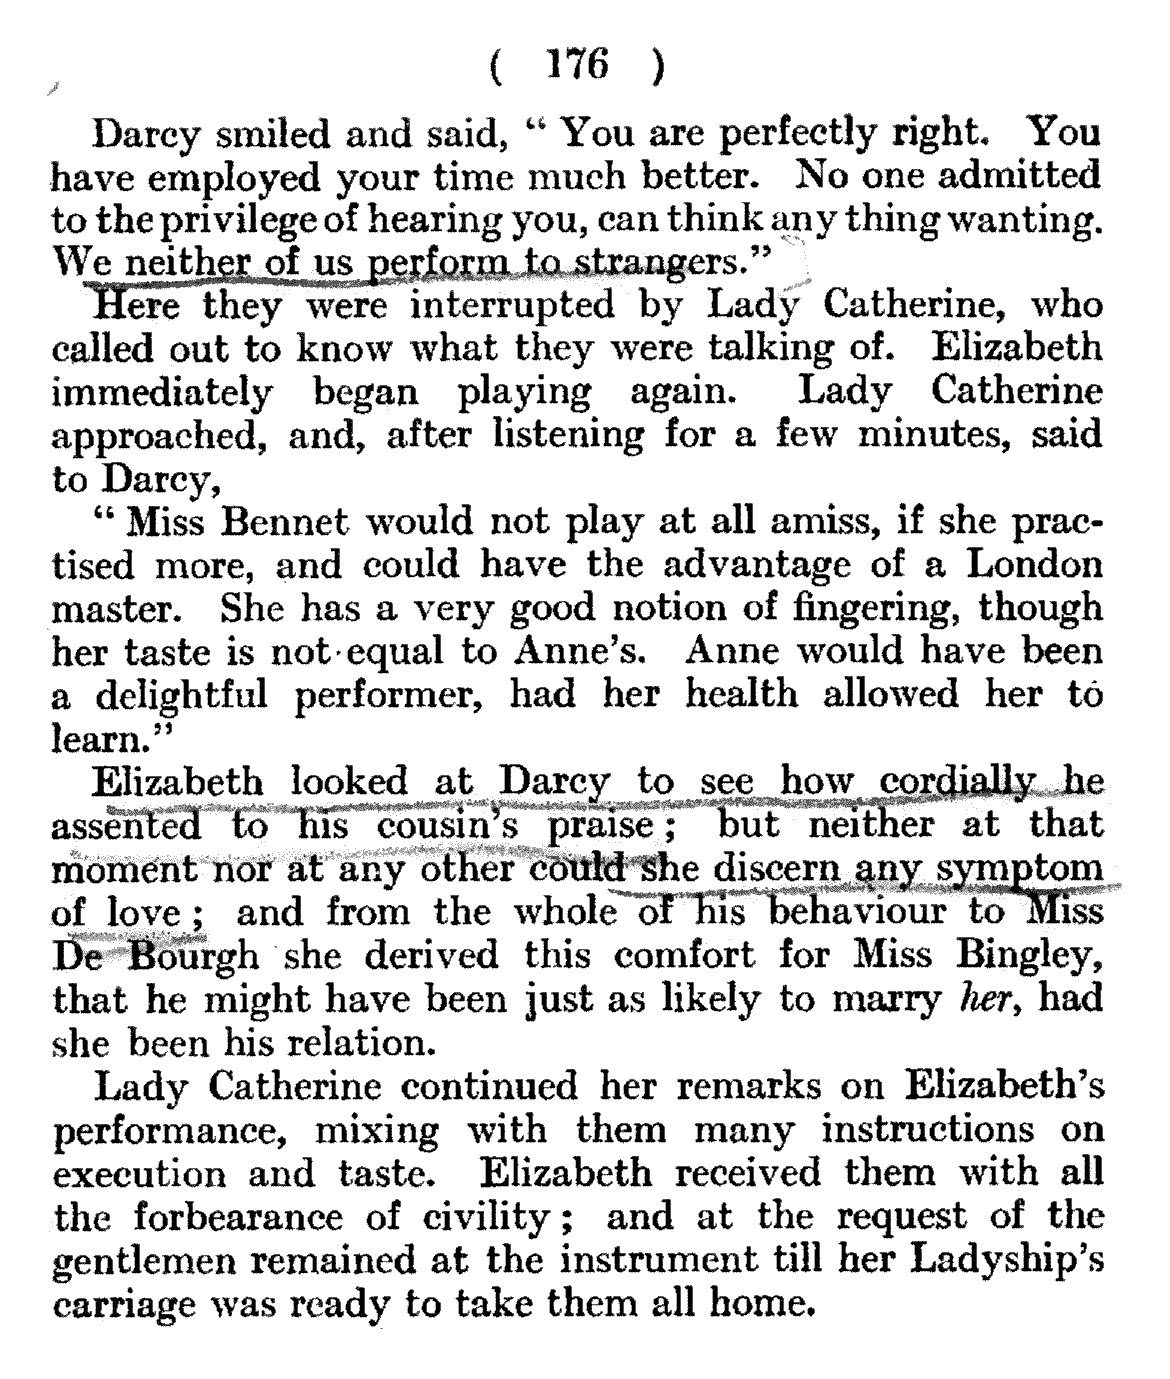 ( 176 )
Darcy smiled and said, “ You are perfectly right. You
have employed your time much better. No one admitted
to the privilege of hearing you, can think any thing wanting.
We neither of us perform to strangers.”
Here they were interrupted by Lady Catherine, who
called out to know what they were talking of. Elizabeth
immediately began playing again. Lady Catherine
approached, and, after listening for a few minutes, said
to Darcy,
“ Miss Bennet would not play at all amiss, if she prac-
tised more, and could have the advantage of a London
master. She has a very good notion of fingering, though
her taste is not equal to Anne’s. Anne would have been
a delightful performer, had her health allowed her to
learn.”
Elizabeth looked at Darcy to see how cordially he
assented to his cousin’s praise ; but neither at that
moment nor at any other could she discern any symptom
of love ; and from the whole of his behaviour to Miss
De Bourgh she derived this comfort for Miss Bingley,
that he might have been just as likely to marry her, had
she been his relation.
Lady Catherine continued her remarks on Elizabeth’s
performance, mixing with them many instructions on
execution and taste. Elizabeth received them with all
the forbearance of civility ; and at the request of the
gentlemen remained at the instrument till her Ladyship’s
carriage was ready to take them all home.